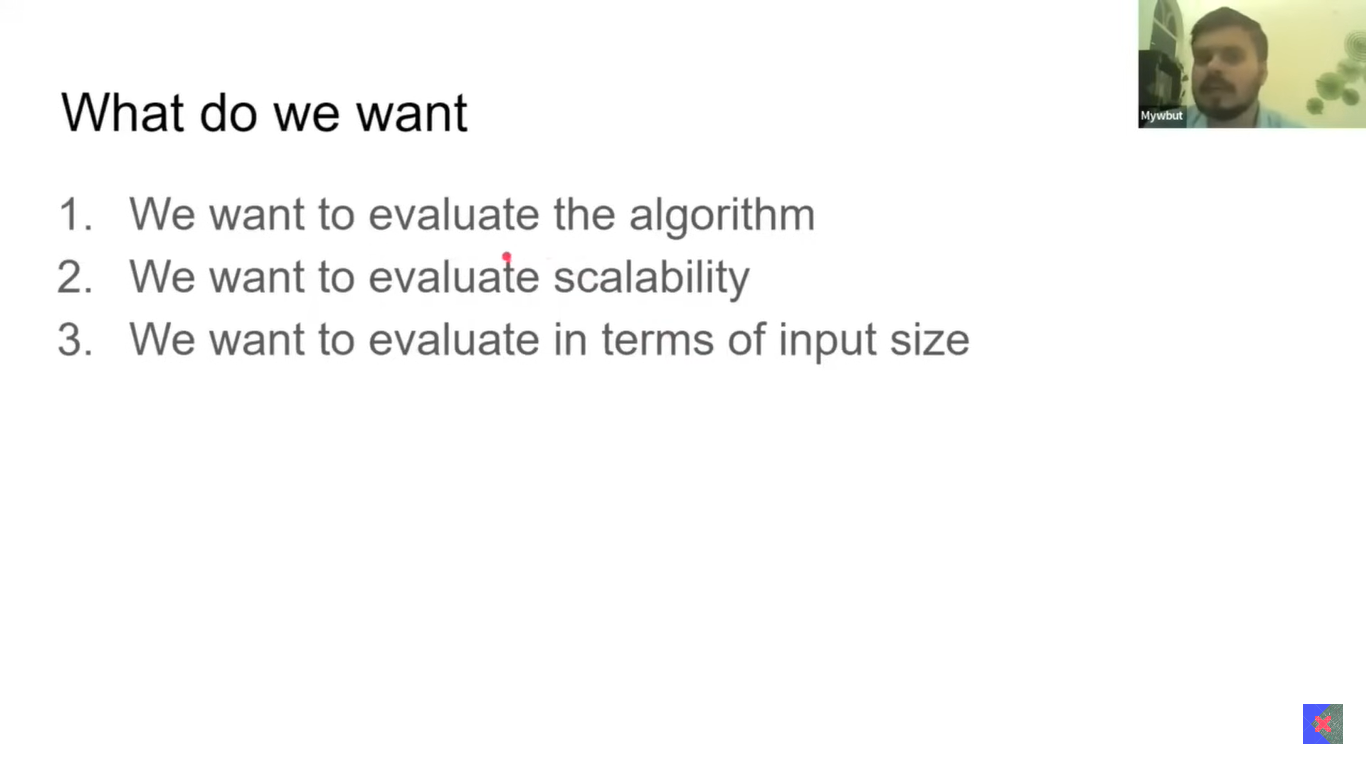 What do we want
1. We want to evaluate the algorithm
2. We want to evaluate scalability
3. We want to evaluate in terms of input size
Mywbut